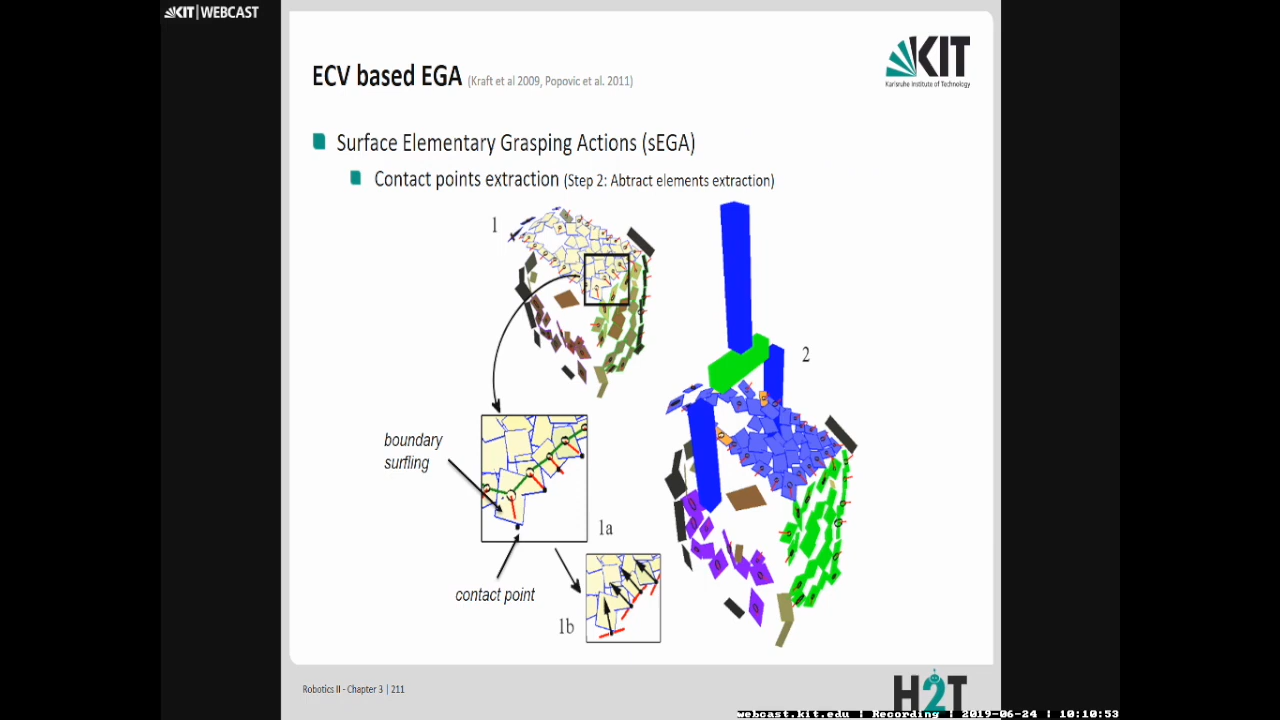 KIT | WEBCAST
KIT
Karlsruhe Institute of Technology
ECV based EGA (Kraft et al 2009, Popovic et al. 2011)
Surface Elementary Grasping Actions (sEGA)
Contact points extraction (Step 2: Abtract elements extraction)
1
2
boundary
surfling
1a
contact point
1b
Robotics II - Chapter 3 | 211
H2T
webcast.kit.edu | Recording | 2019-06-24 | 10:10:53